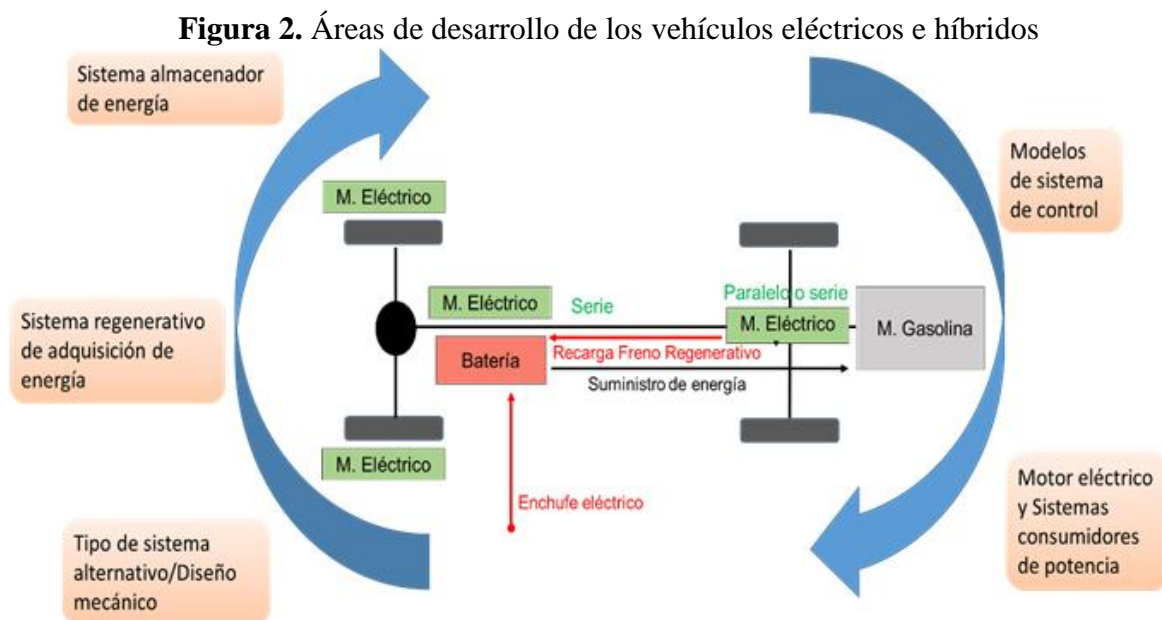 Figura 2. Áreas de desarrollo de los vehículos eléctricos e híbridos
Sistema almacenador
de energía
Modelos
de sistema
de control
M. Eléctrico
M. Eléctrico
Serie
Paralelo o serie
M. Eléctrico
M. Gasolina
Sistema regenerativo
de adquisición de
energía
Batería
Recarga Freno Regenerativo
Suministro de energía
M. Eléctrico
Enchufe eléctrico
Motor eléctrico
y Sistemas
consumidores
de potencia
Tipo de sistema
alternativo/Diseño
mecánico